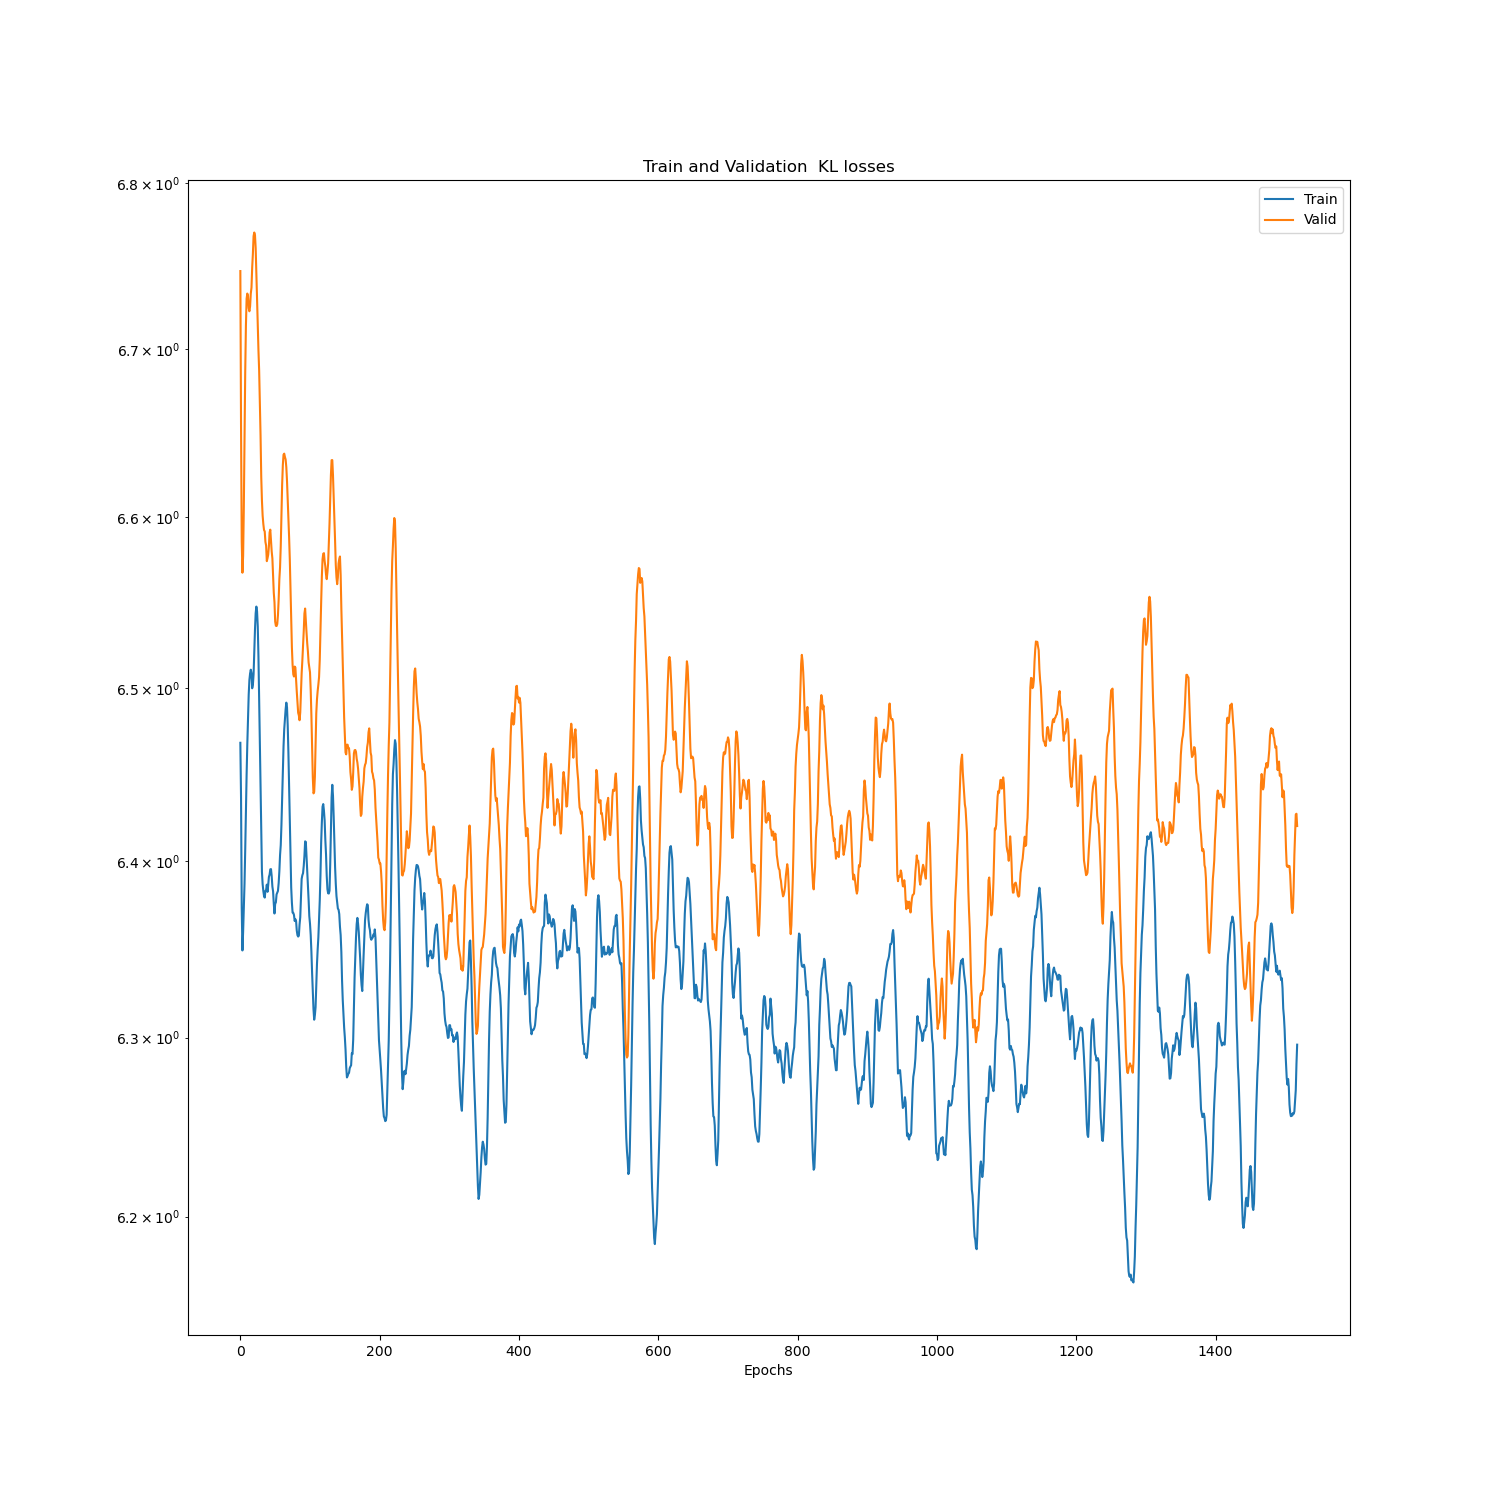 Train and Validation  KL losses
6.8 × 10⁰
6.7 × 10⁰
6.6 × 10⁰
6.5 × 10⁰
6.4 × 10⁰
6.3 × 10⁰
6.2 × 10⁰
Train
Valid
0 200 400 600 800 1000 1200 1400
Epochs